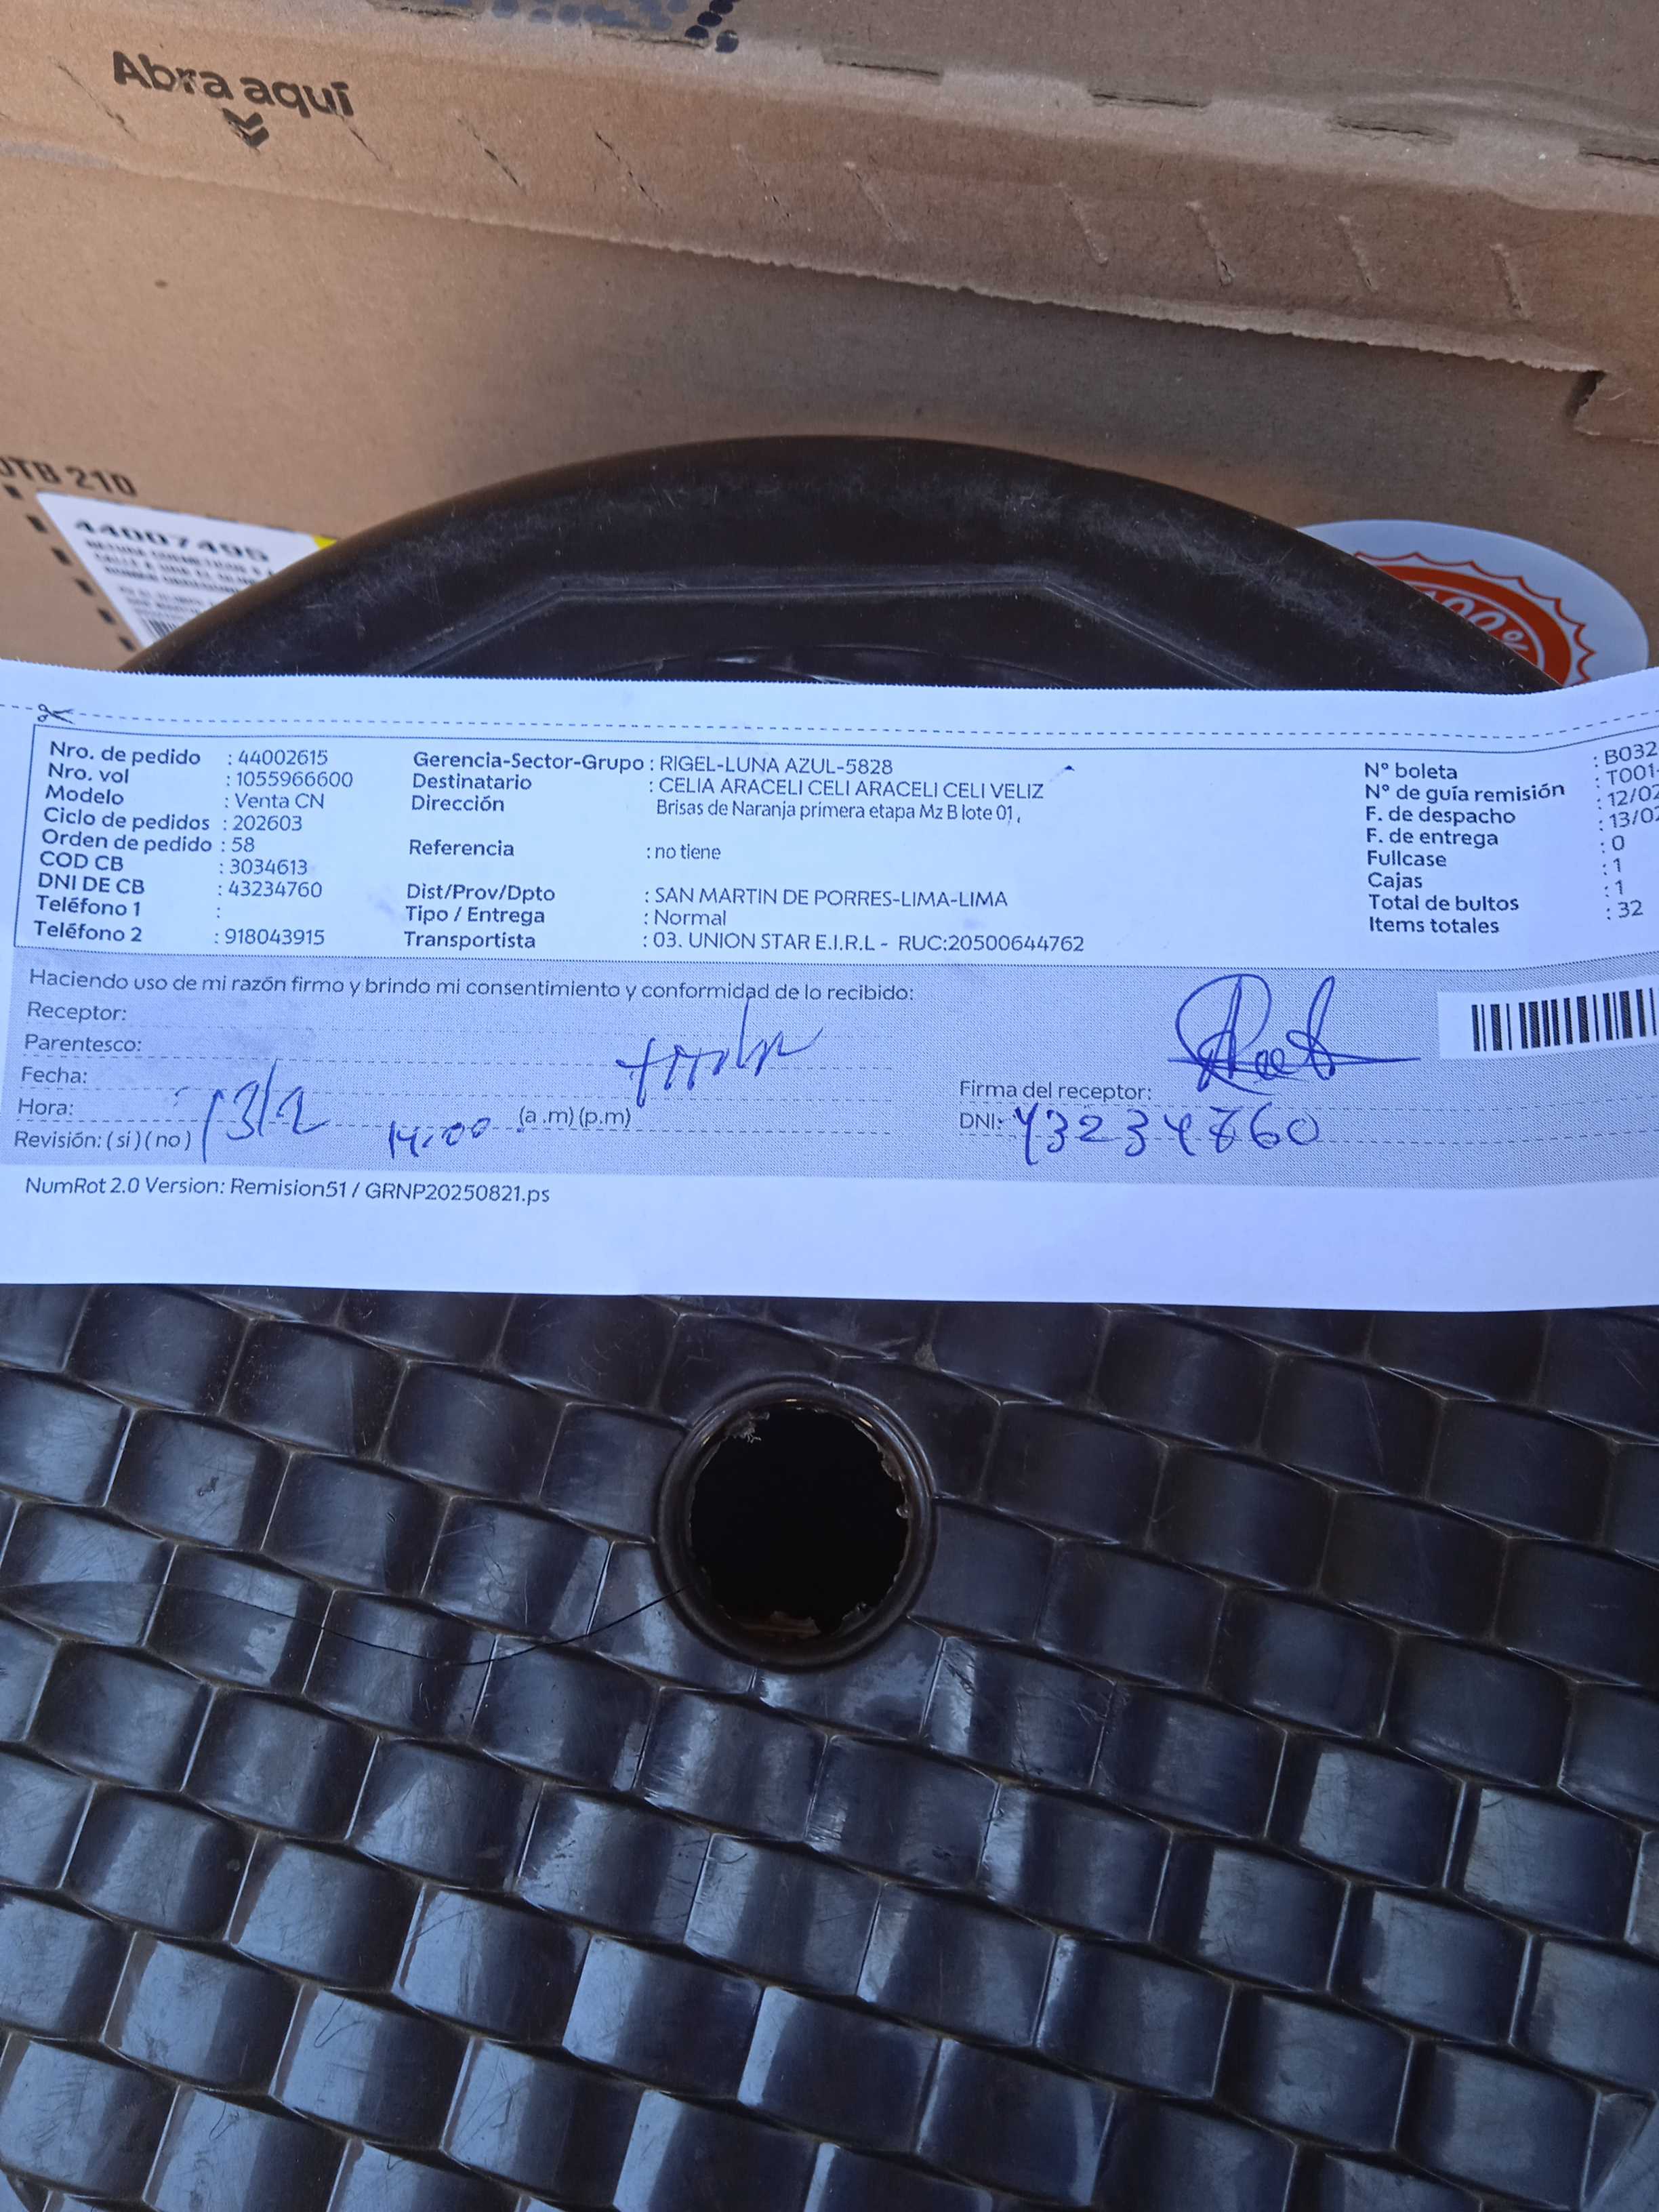 Abra aquí
OTB 21D
44007495
100%
Nro. de pedido : 44002615
Nro. vol : 1055966600
Modelo : Venta CN
Ciclo de pedidos : 202603
Orden de pedido : 58
COD CB : 3034613
DNI DE CB : 43234760
Teléfono 1 :
Teléfono 2 : 918043915
Gerencia-Sector-Grupo : RIGEL-LUNA AZUL-5828
Destinatario : CELIA ARACELI CELI ARACELI CELI VELIZ
Dirección Brisas de Naranja primera etapa Mz B lote 01 ,
Referencia : no tiene
Dist/Prov/Dpto : SAN MARTIN DE PORRES-LIMA-LIMA
Tipo / Entrega : Normal
Transportista : 03. UNION STAR E.I.R.L - RUC:20500644762
N° boleta : B032
N° de guía remisión : T001-
F. de despacho : 12/02
F. de entrega : 13/02
Fullcase : 0
Cajas : 1
Total de bultos : 1
Items totales : 32
Haciendo uso de mi razón firmo y brindo mi consentimiento y conformidad de lo recibido:
Receptor:
Parentesco:
Fecha: 13/2
Hora: 14:00 (a .m) (p.m)
Revisión: ( si ) ( no )
Firma del receptor:
DNI: 43234760
NumRot 2.0 Version: Remision51 / GRNP20250821.ps